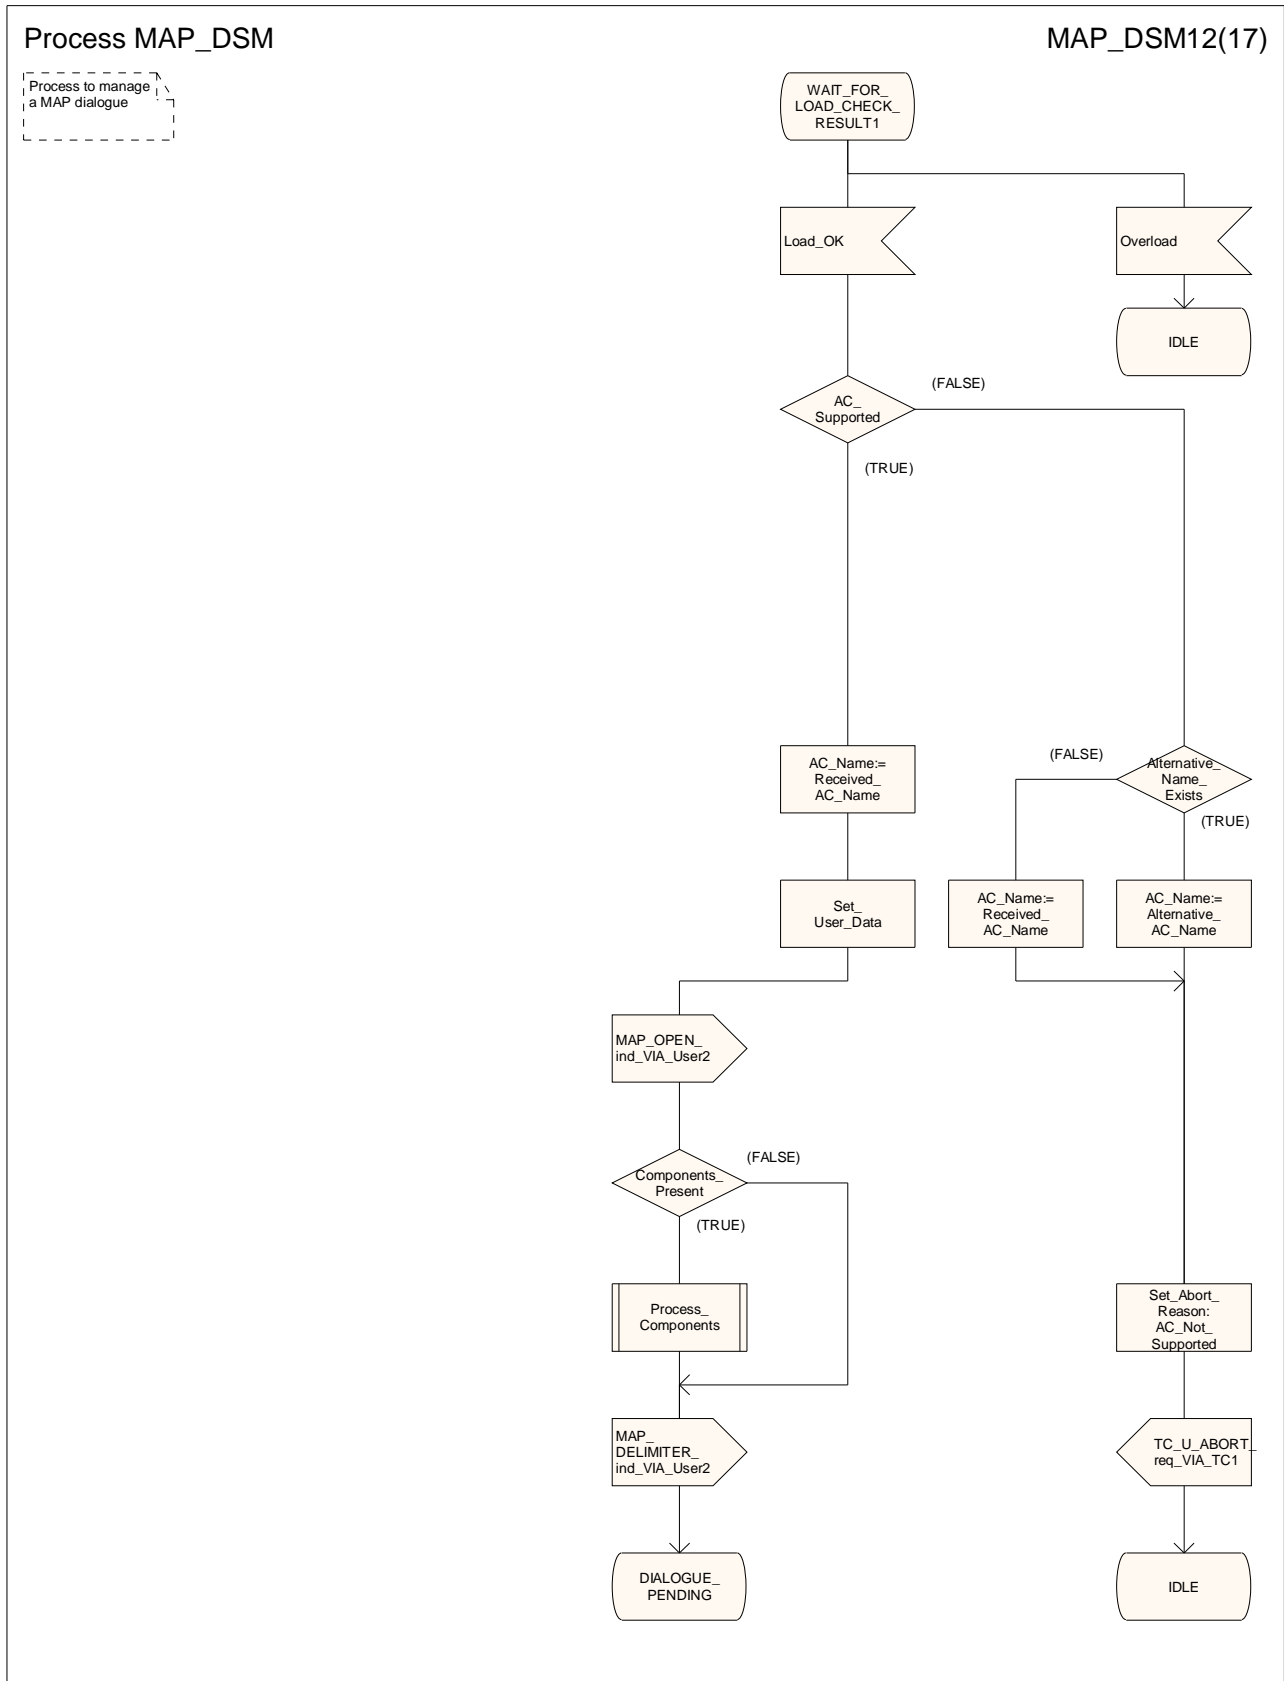 Process MAP_DSM
MAP_DSM12(17)
Process to manage
a MAP dialogue
WAIT_FOR_
LOAD_CHECK_
RESULT1
Load_OK
Overload
IDLE
AC_
Supported
(FALSE)
(TRUE)
AC_Name:=
Received_
AC_Name
(FALSE)
Alternative_
Name_
Exists
(TRUE)
Set_
User_Data
AC_Name:=
Received_
AC_Name
AC_Name:=
Alternative_
AC_Name
MAP_OPEN_
ind_VIA_User2
Components_
Present
(FALSE)
(TRUE)
Process_
Components
Set_Abort_
Reason:
AC_Not_
Supported
MAP_
DELIMITER_
ind_VIA_User2
TC_U_ABORT_
req_VIA_TC1
DIALOGUE_
PENDING
IDLE